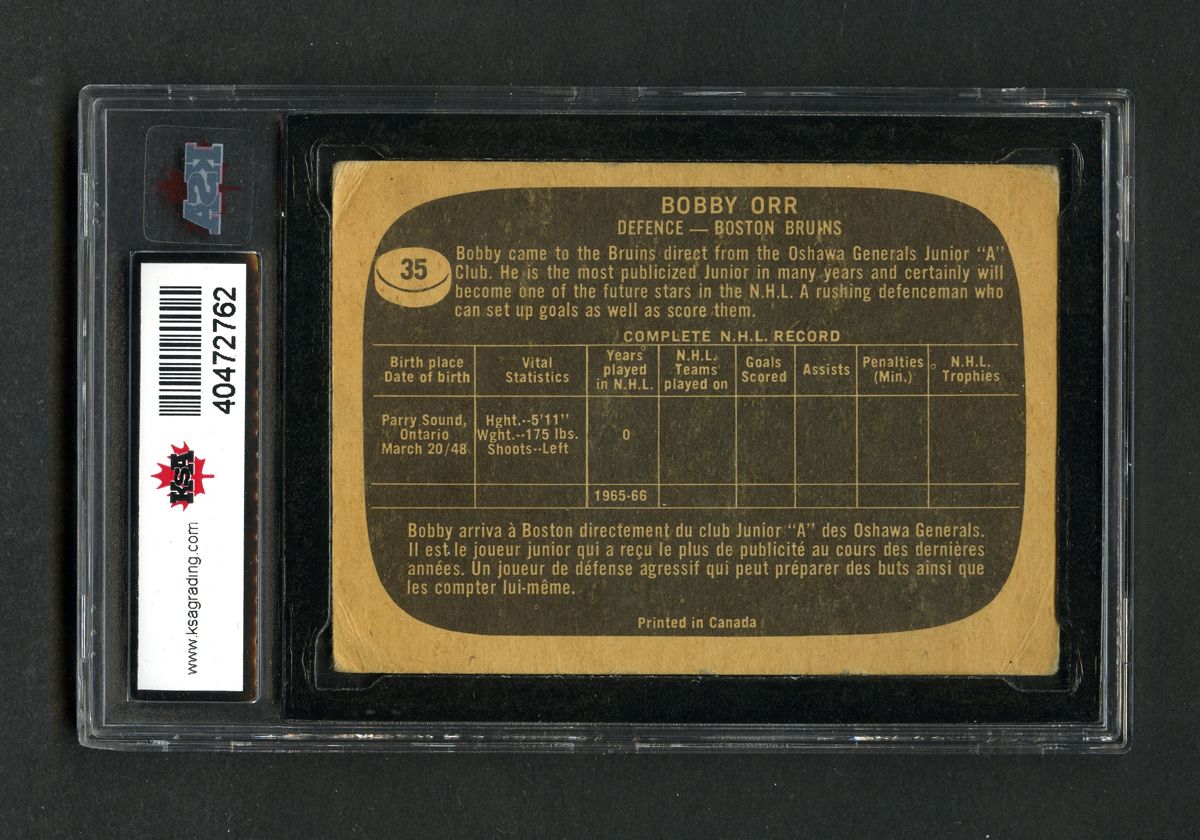 KSA
40472762
KSA
www.ksagrading.com
BOBBY ORR
DEFENCE — BOSTON BRUINS
35
Bobby came to the Bruins direct from the Oshawa Generals Junior "A"
Club. He is the most publicized Junior in many years and certainly will
become one of the future stars in the N.H.L. A rushing defenceman who
can set up goals as well as score them.
COMPLETE N.H.L. RECORD
Birth place
Date of birth
Vital
Statistics
Years
played
in N.H.L.
N.H.L.
Teams
played on
Goals
Scored
Assists
Penalties
(Min.)
N.H.L.
Trophies
Parry Sound,
Ontario
March 20/48
Hght.--5'11"
Wght.--175 lbs.
Shoots--Left
0
1965-66
Bobby arriva à Boston directement du club Junior "A" des Oshawa Generals.
Il est le joueur junior qui a reçu le plus de publicité au cours des dernières
années. Un joueur de défense agressif qui peut préparer des buts ainsi que
les compter lui-même.
Printed in Canada